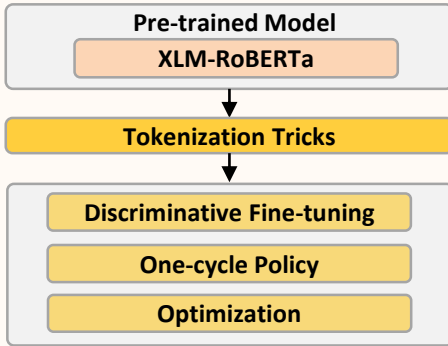 Pre-trained Model
XLM-RoBERTa
Tokenization Tricks
Discriminative Fine-tuning
One-cycle Policy
Optimization